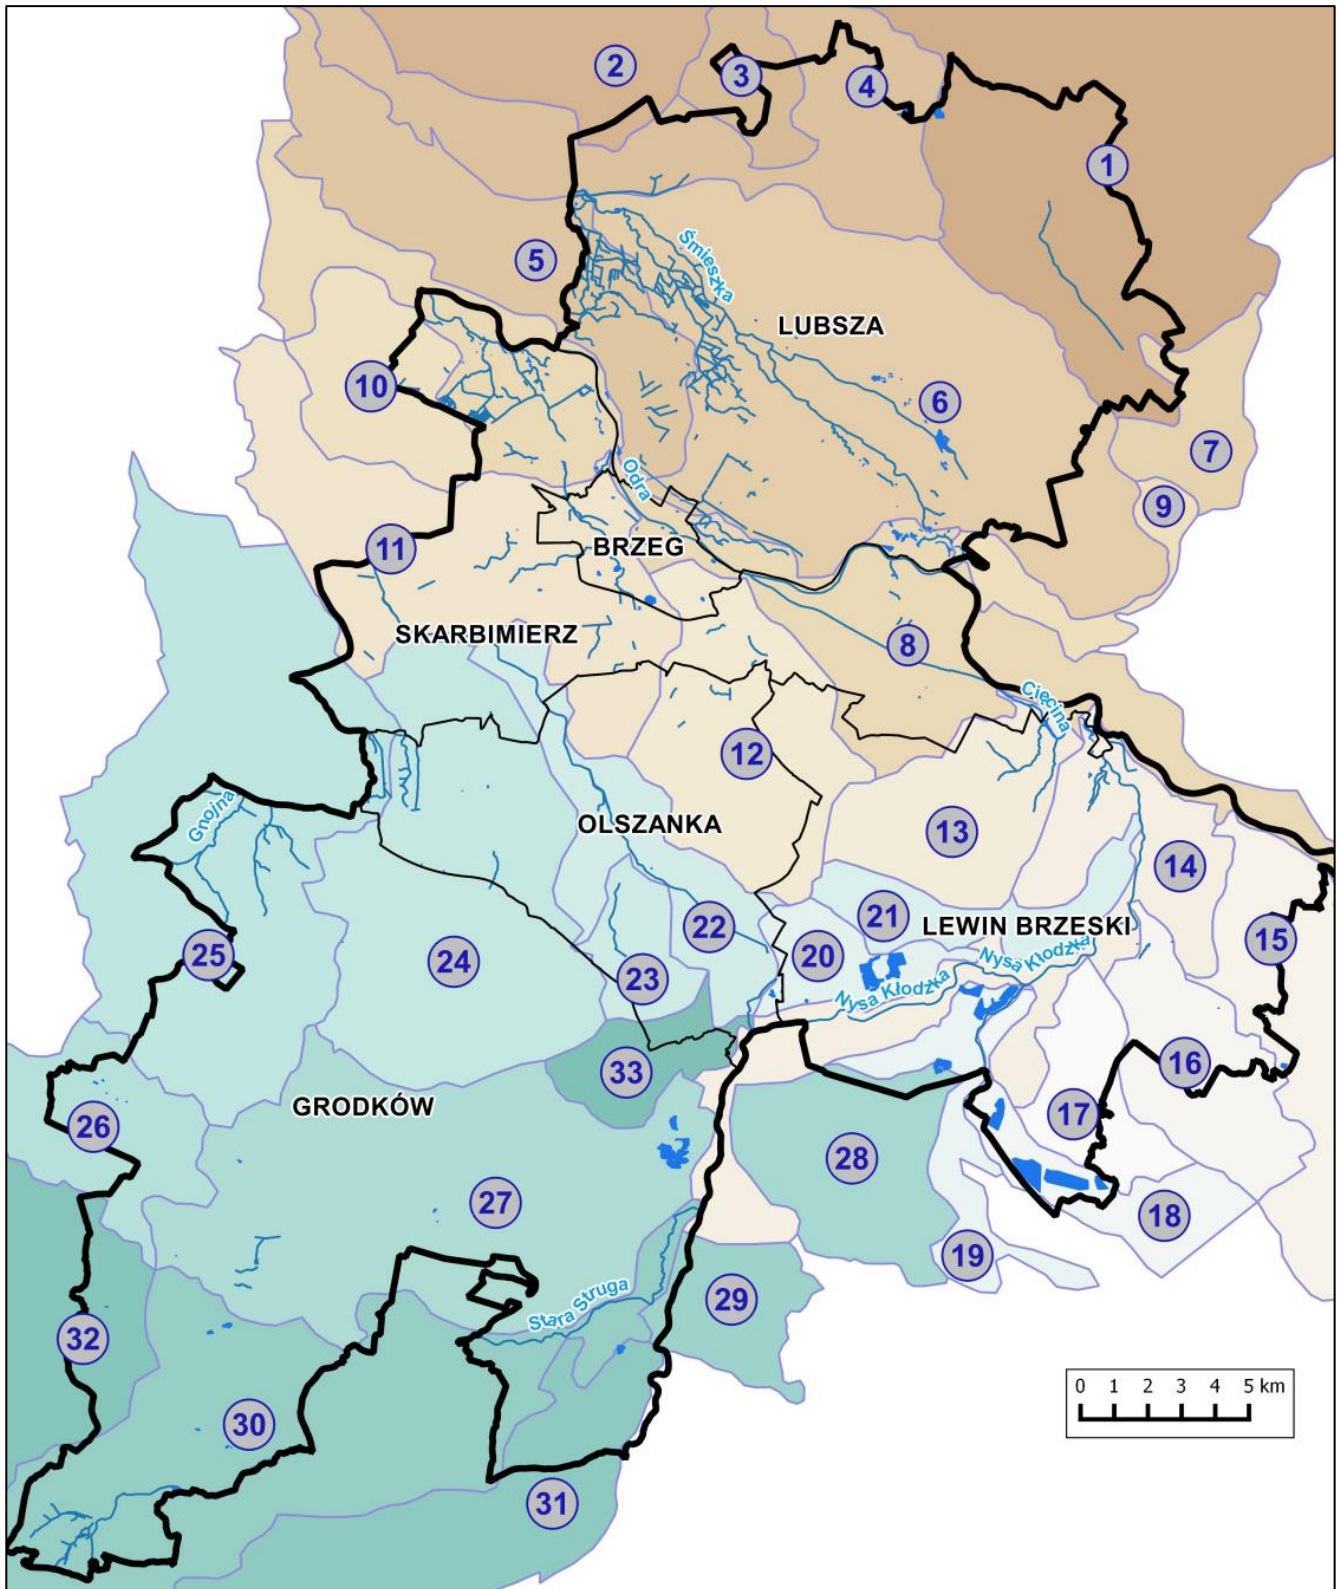 2
3
4
1
Śmieszka
5
LUBSZA
10
6
7
Odra
9
11
BRZEG
SKARBIMIERZ
8
Cięcina
12
Gnojna
OLSZANKA
13
14
21
22
LEWIN BRZESKI
15
25
24
20
23
Nysa Kłodzka
Nysa Kłodzka
16
33
GRODKÓW
17
26
28
27
18
19
Stara Struga
29
32
0 1 2 3 4 5 km
30
31